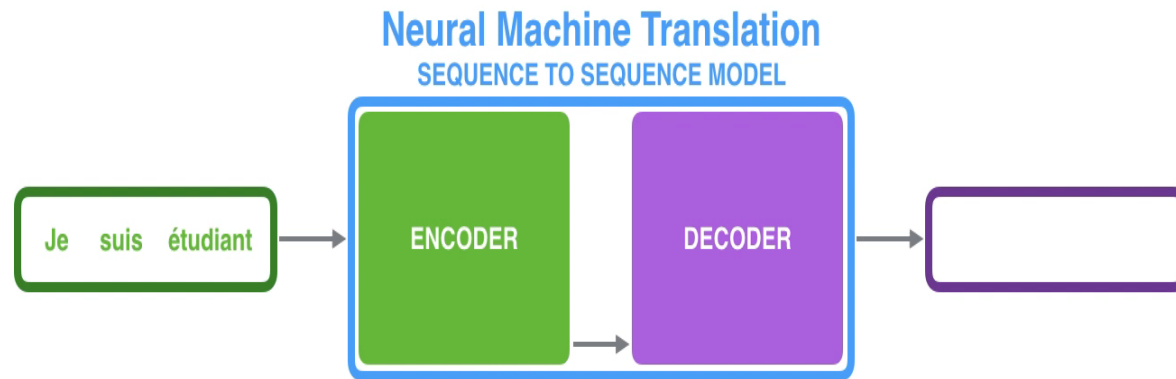 Neural Machine Translation
SEQUENCE TO SEQUENCE MODEL
Je suis étudiant
ENCODER
DECODER